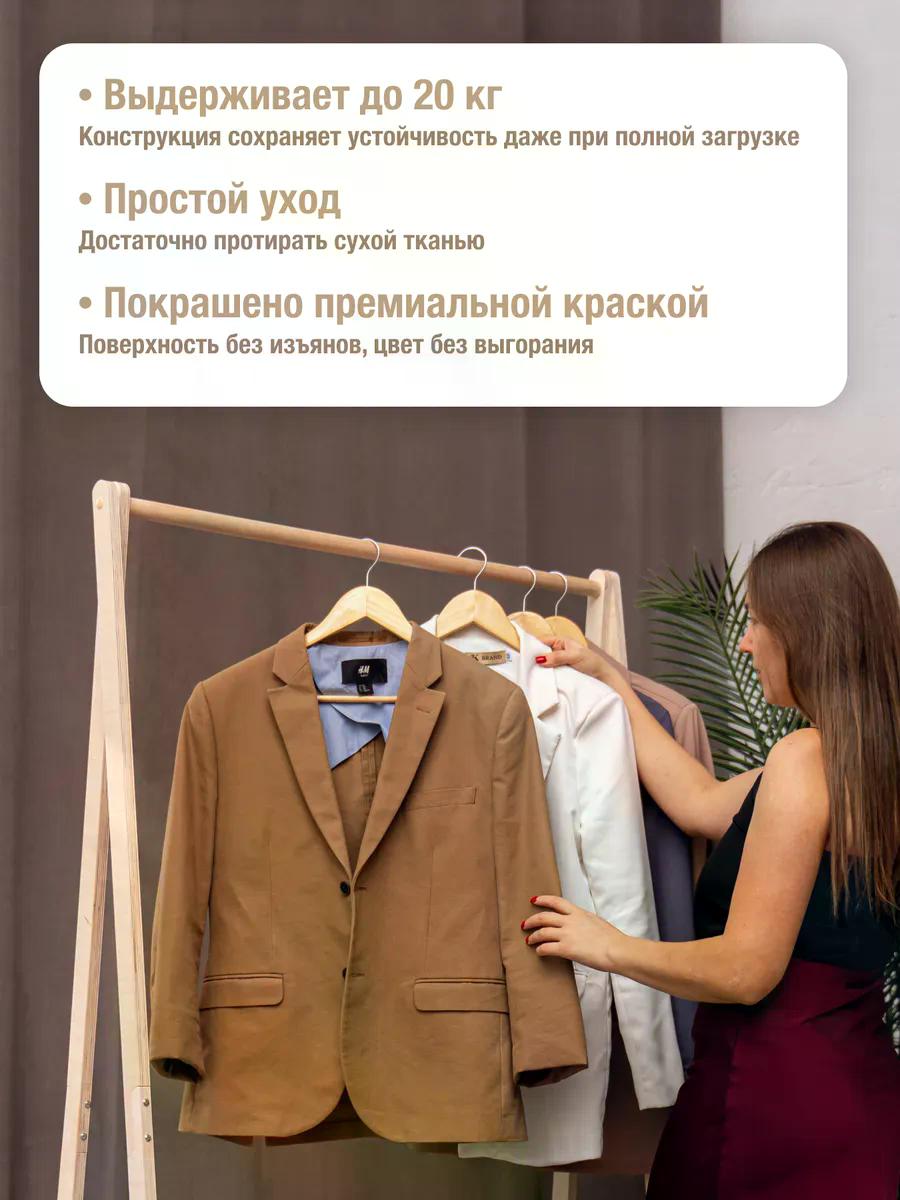 • Выдерживает до 20 кг
Конструкция сохраняет устойчивость даже при полной загрузке
• Простой уход
Достаточно протирать сухой тканью
• Покрашено премиальной краской
Поверхность без изъянов, цвет без выгорания
H&M
BRAND